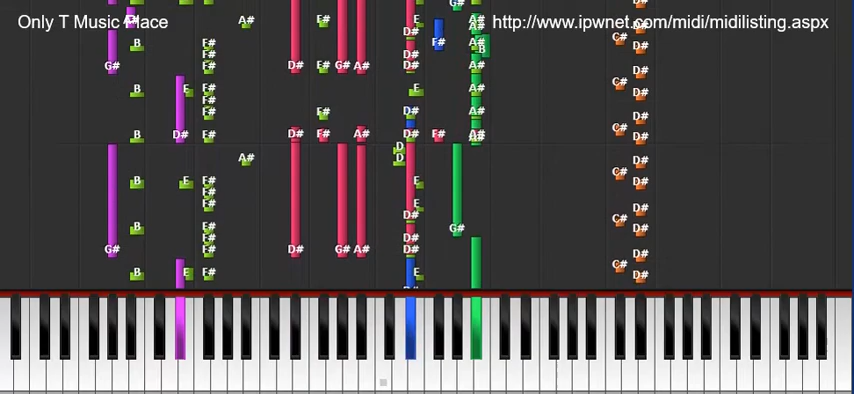 Only T Music Place http://www.ipwnet.com/midi/midilisting.aspx
A# E# E G# A#
B F# D# F# A# C# D#
G# F# D# E# G# A# D# A# D#
B E F# E A# C# D#
F# E# D# A# D#
B D# F# D# F# A# D# F# A# C# D#
A# D
D C# D#
B E F# E
F# E D#
B F# D# G# C# D#
G# F# D# G# A# D# D#
B E F# E C# D#